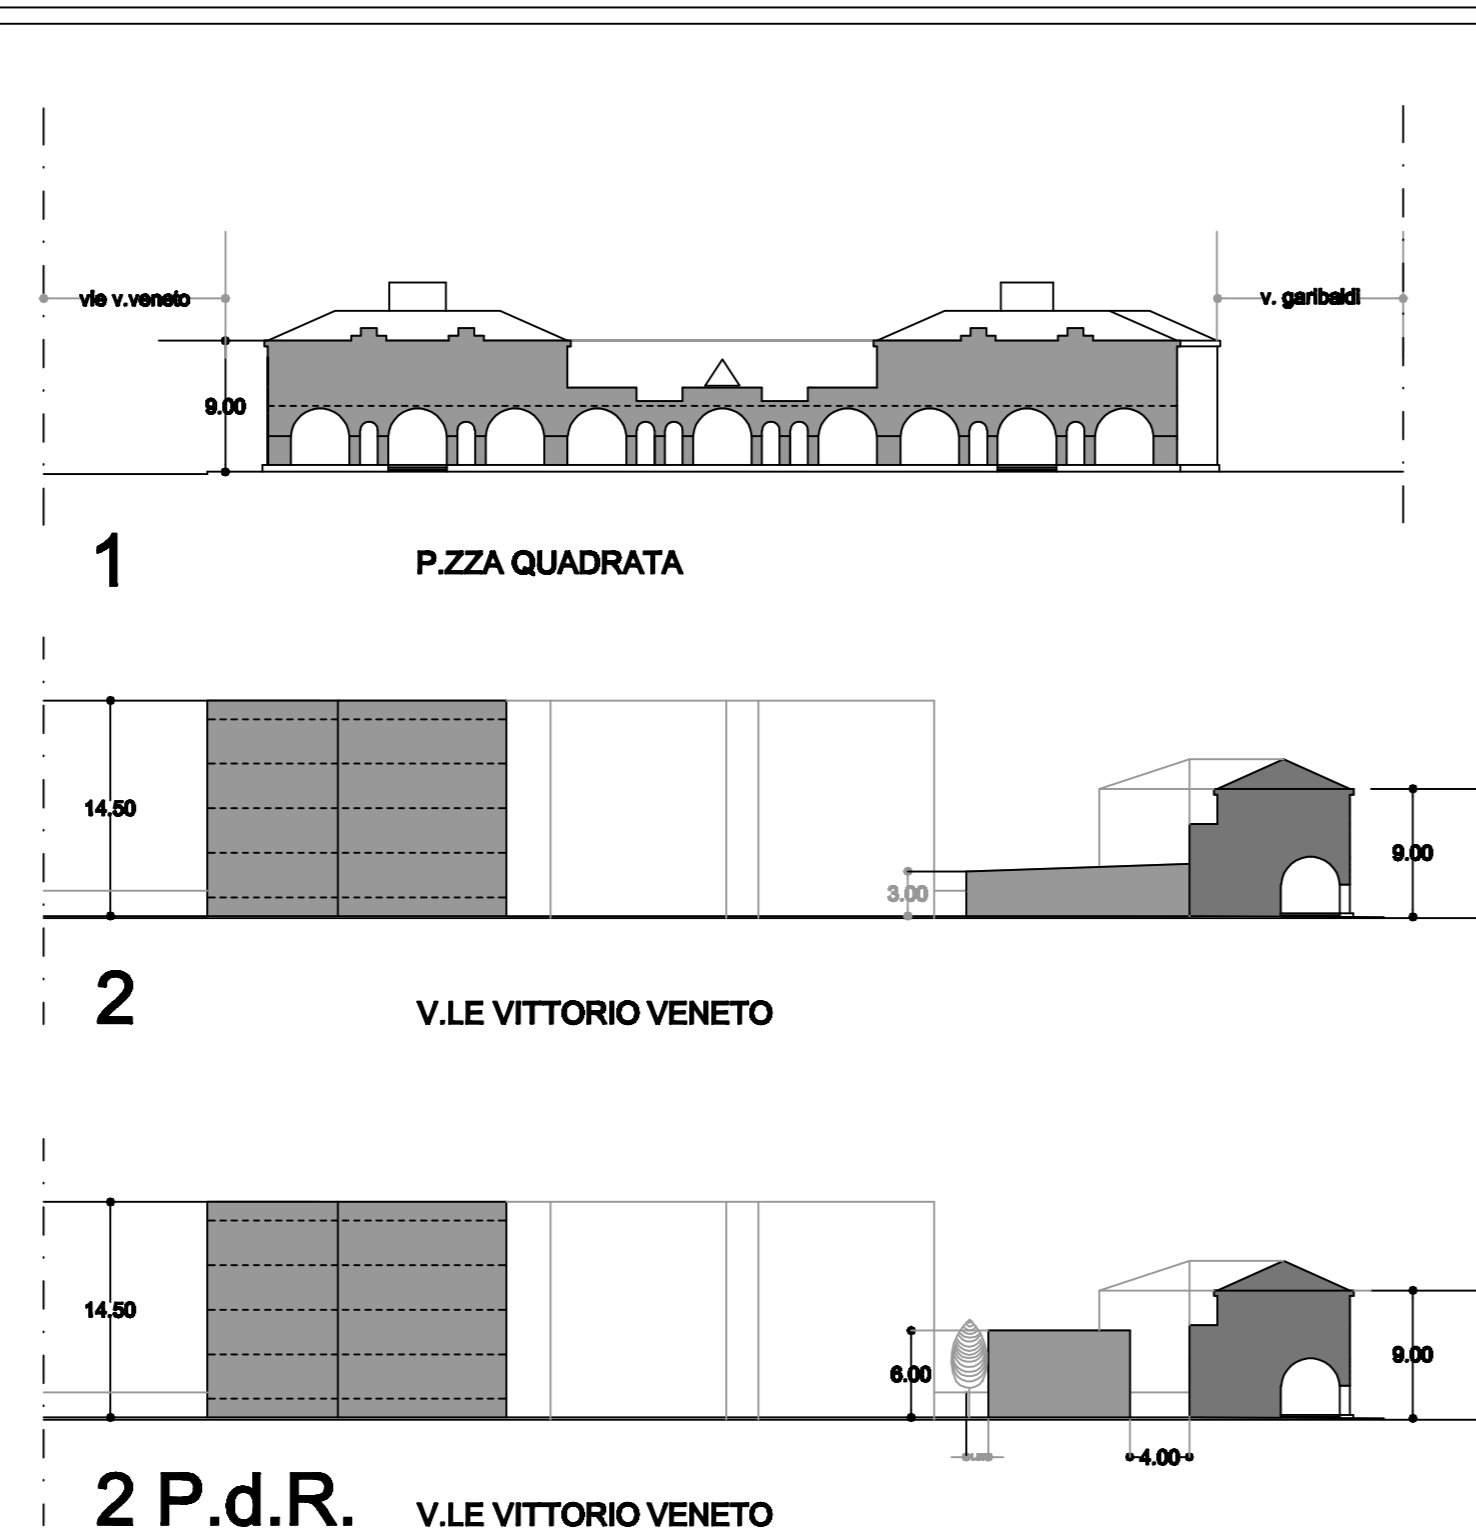 vle v.veneto
v. garibaldi
9.00
1
P.ZZA QUADRATA
14.50
9.00
3.00
2
V.LE VITTORIO VENETO
14.50
9.00
6.00
4.00
2 P.d.R.
V.LE VITTORIO VENETO